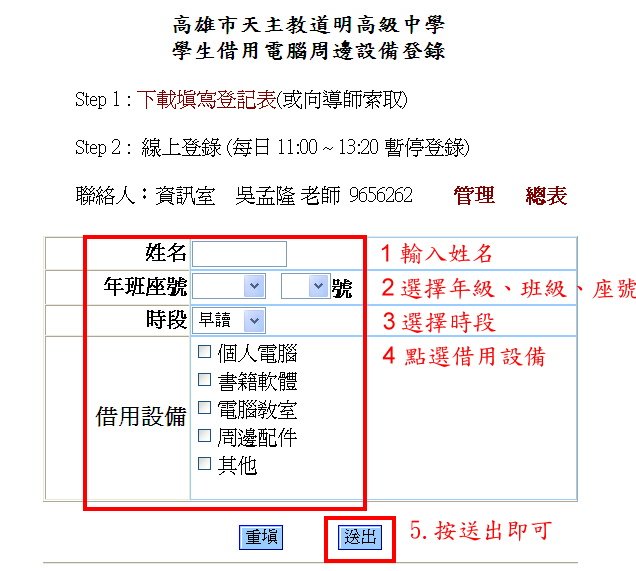 高雄市天主教道明高級中學
學生借用電腦周邊設備登錄
Step 1 : 下載填寫登記表(或向導師索取)
Step 2 : 線上登錄 (每日 11:00 ~ 13:20 暫停登錄)
聯絡人：資訊室 吳孟隆 老師 9656262 管理 總表
姓名 1 輸入姓名
年班座號 號 2 選擇年級、班級、座號
時段 早讀 3 選擇時段
借用設備 4 點選借用設備
個人電腦
書籍軟體
電腦教室
周邊配件
其他
重填 送出 5.按送出即可